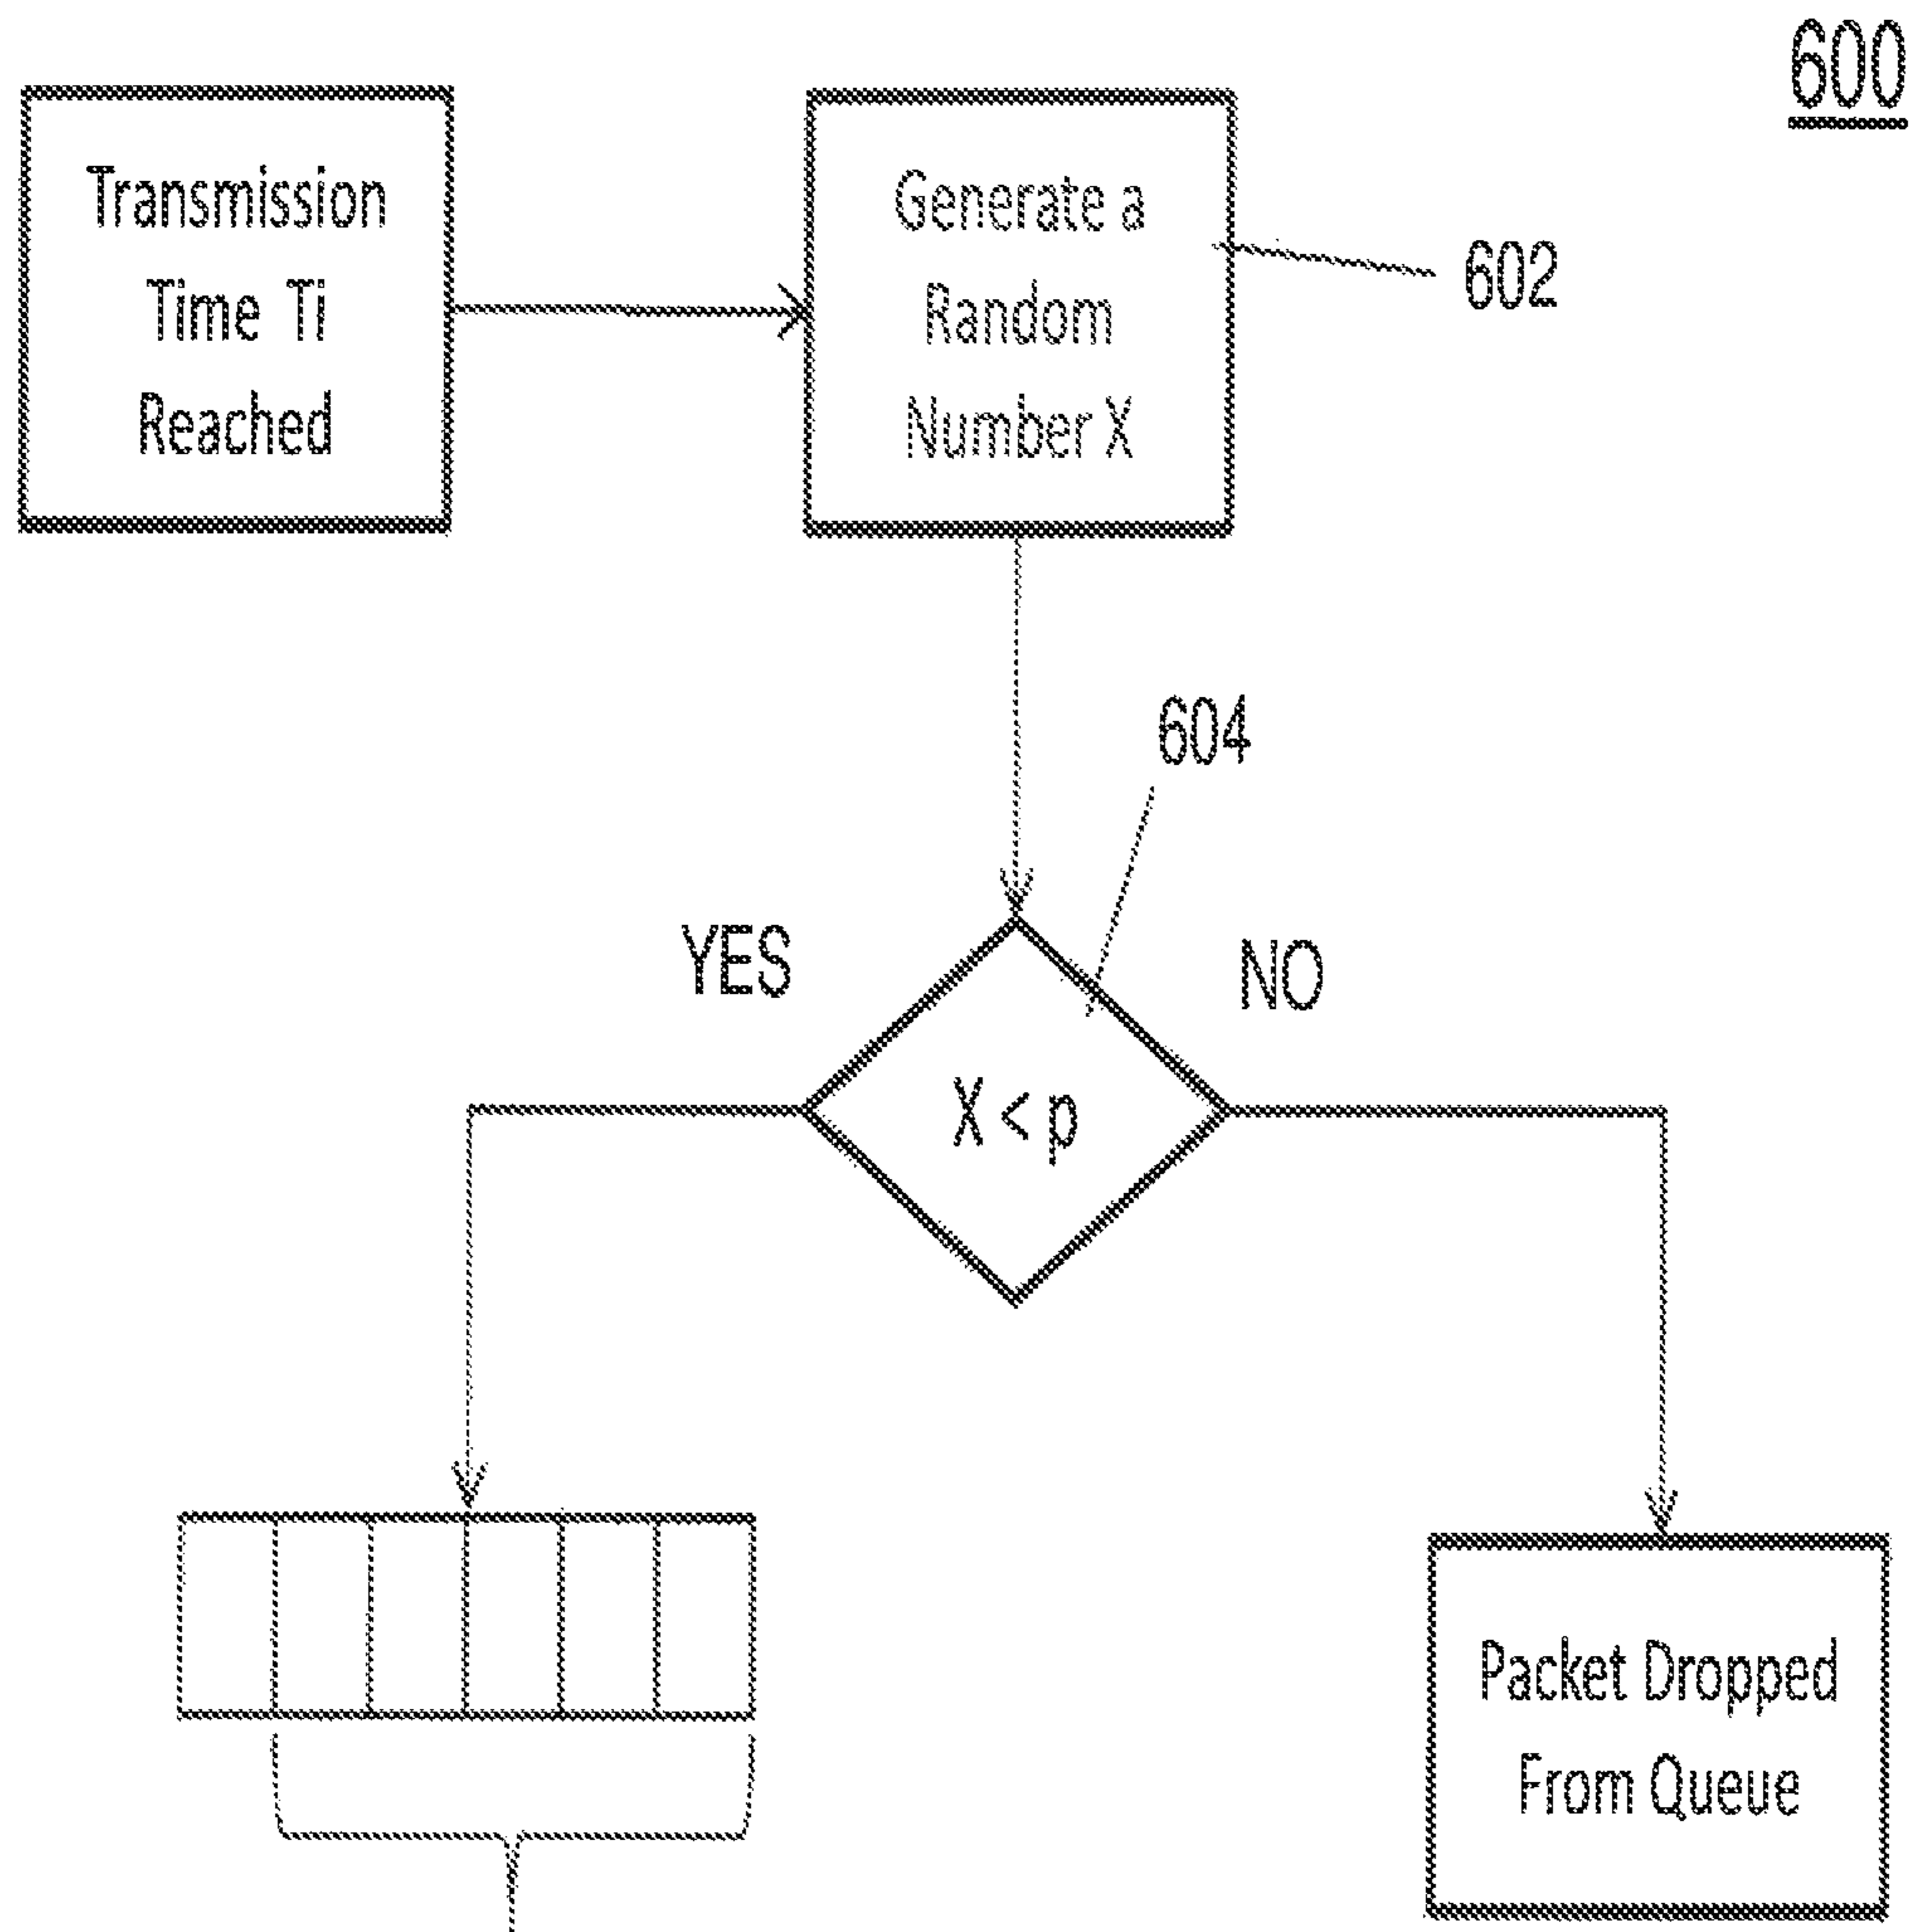 600
Transmission
Time Ti
Reached
Generate a
Random
Number X
602
604
YES
NO
X < p
Packet Dropped
From Queue